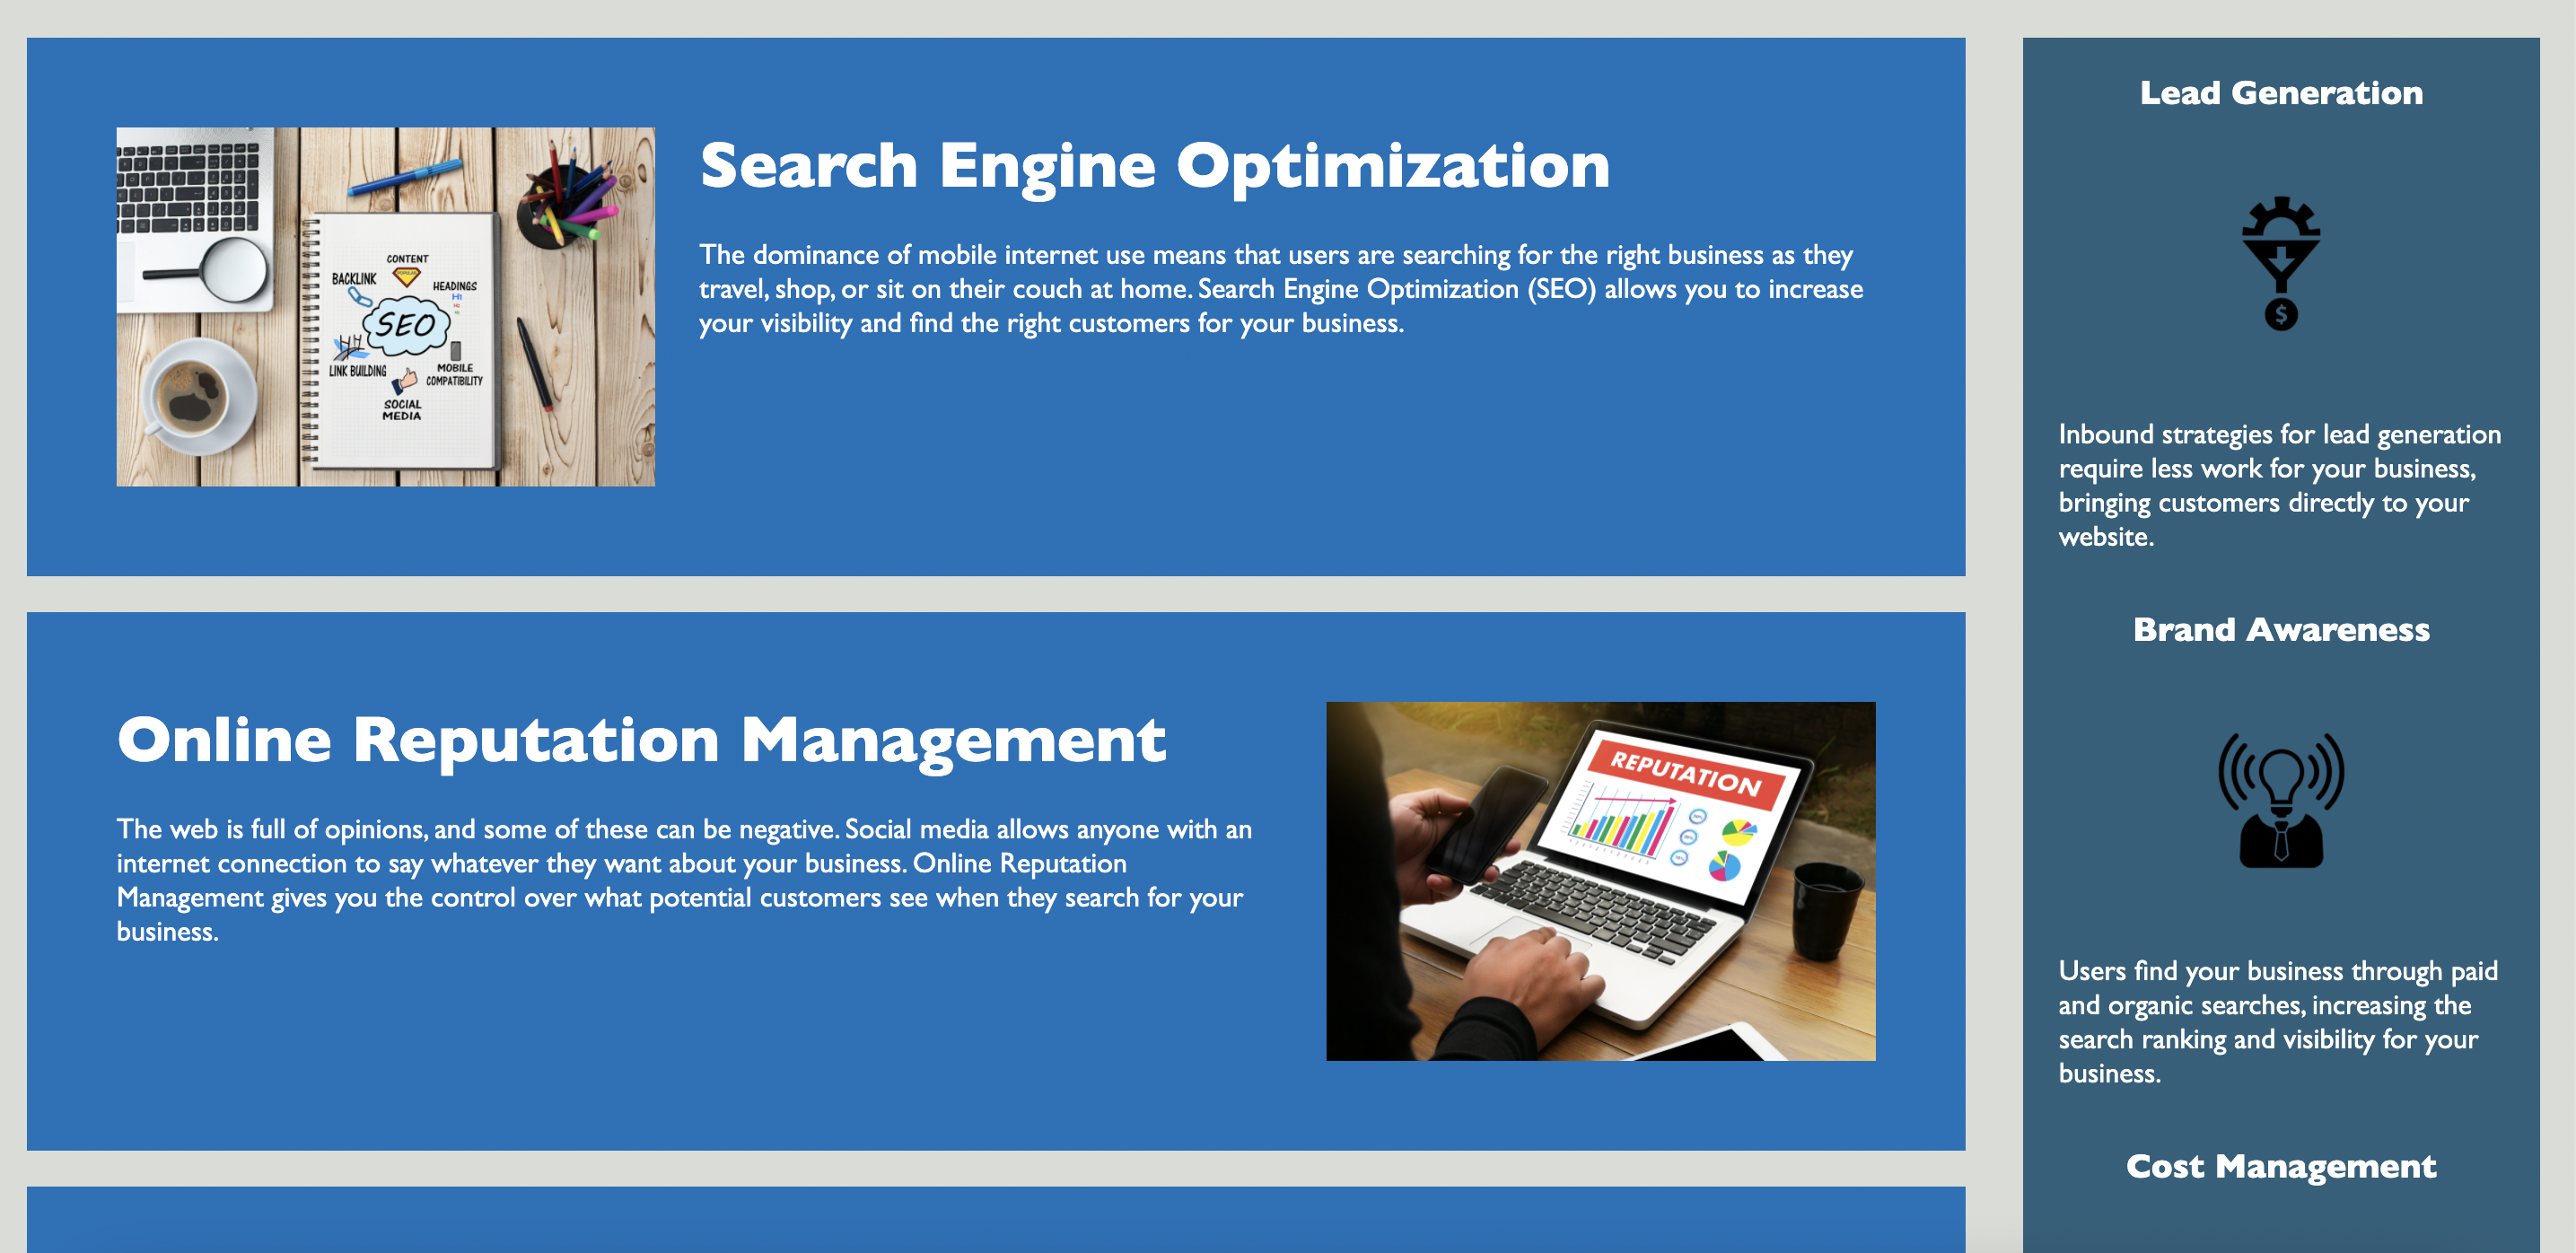 Search Engine Optimization
The dominance of mobile internet use means that users are searching for the right business as they
travel, shop, or sit on their couch at home. Search Engine Optimization (SEO) allows you to increase
your visibility and find the right customers for your business.
CONTENT
BACKLINK
HEADINGS
H1
SEO
LINK BUILDING
MOBILE
COMPATIBILITY
SOCIAL
MEDIA
Online Reputation Management
The web is full of opinions, and some of these can be negative. Social media allows anyone with an
internet connection to say whatever they want about your business. Online Reputation
Management gives you the control over what potential customers see when they search for your
business.
REPUTATION
Lead Generation
$
Inbound strategies for lead generation
require less work for your business,
bringing customers directly to your
website.
Brand Awareness
Users find your business through paid
and organic searches, increasing the
search ranking and visibility for your
business.
Cost Management